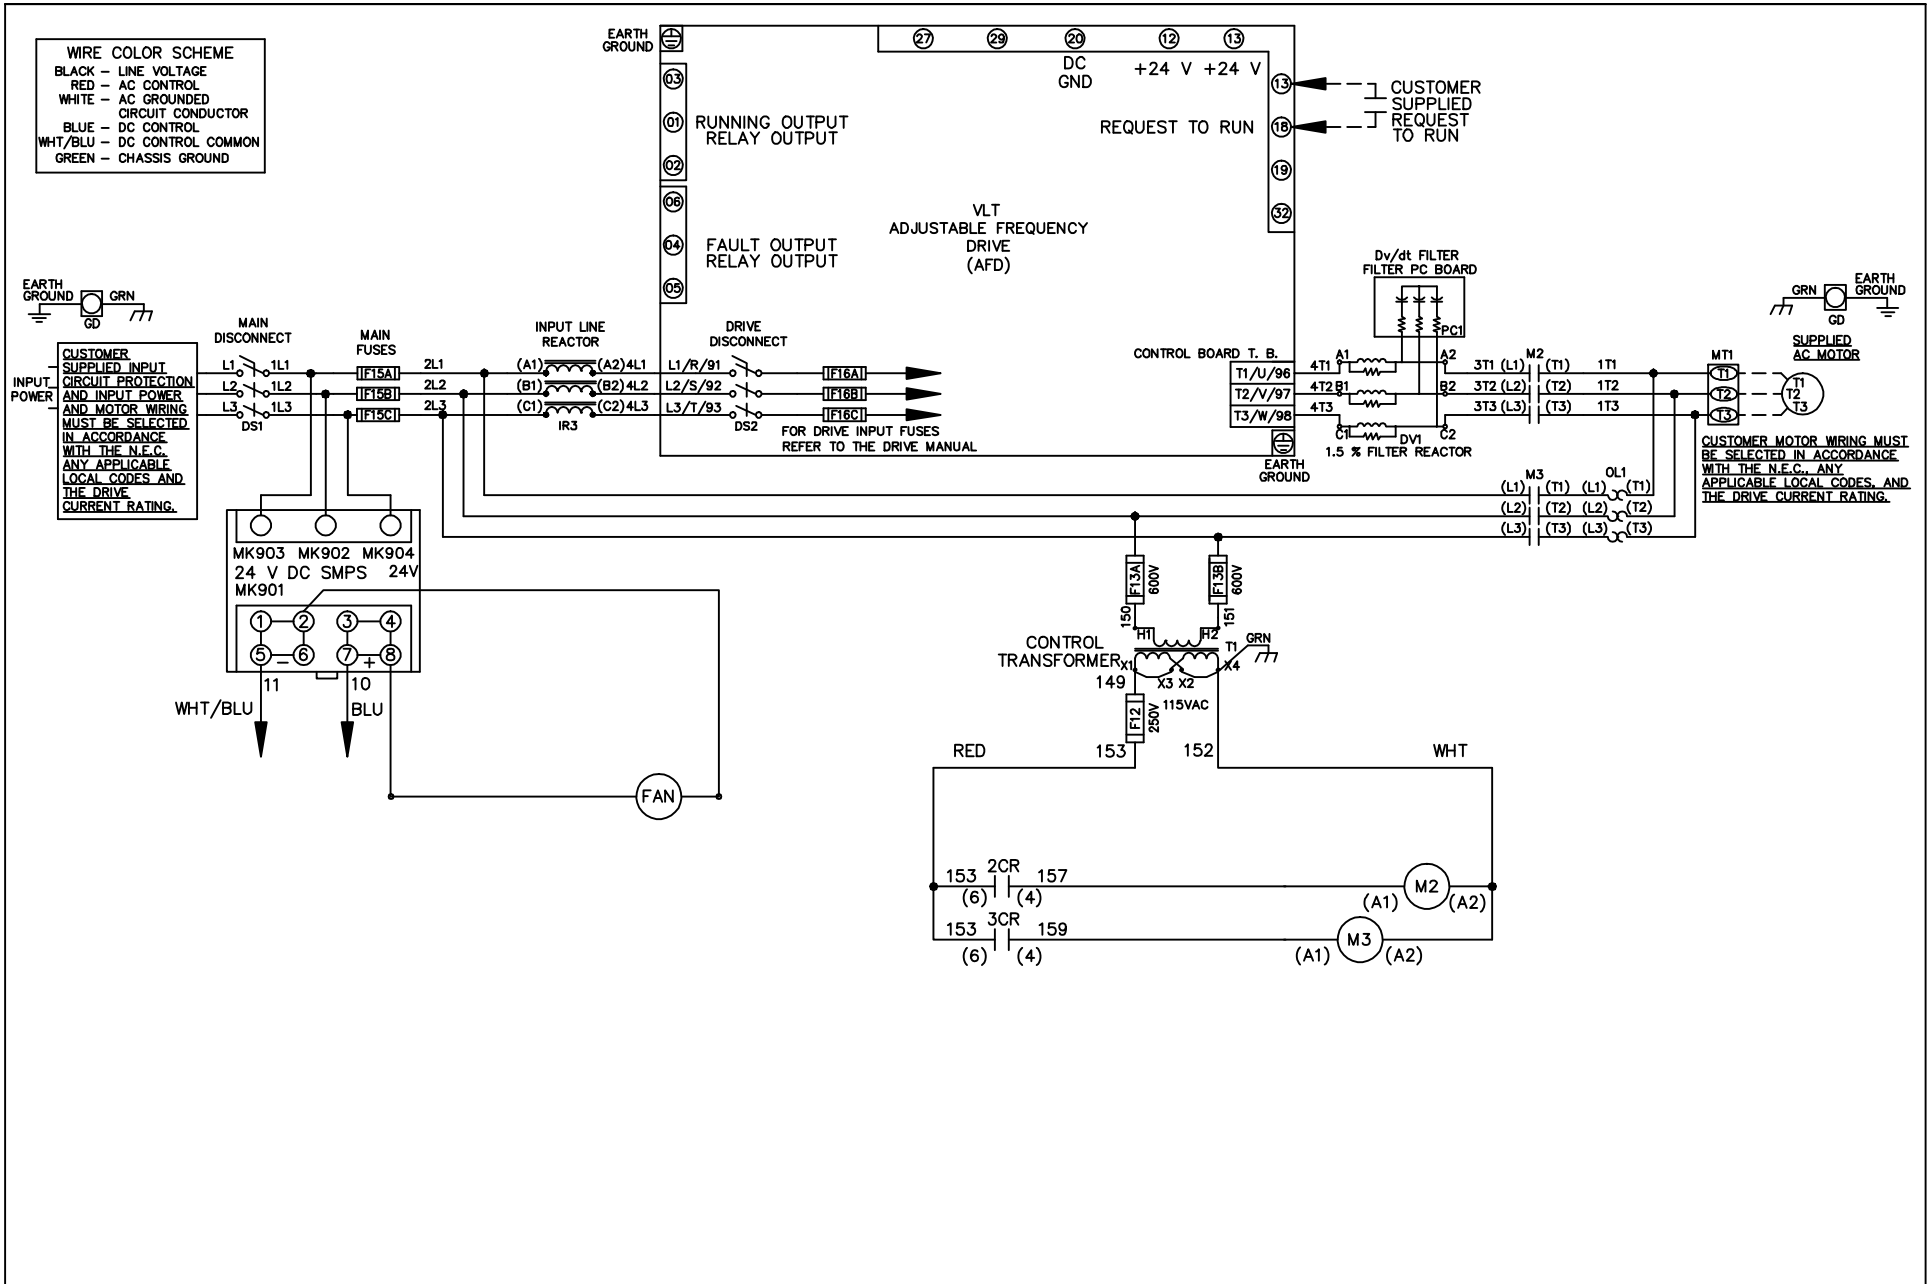 WIRE COLOR SCHEME
BLACK – LINE VOLTAGE
RED – AC CONTROL
WHITE – AC GROUNDED
CIRCUIT CONDUCTOR
BLUE – DC CONTROL
WHT/BLU – DC CONTROL COMMON
GREEN – CHASSIS GROUND
EARTH
GROUND
03
01
02
RUNNING OUTPUT
RELAY OUTPUT
06
04
05
FAULT OUTPUT
RELAY OUTPUT
27 29 20 12 13
DC
GND
+24 V +24 V
13
18
19
32
REQUEST TO RUN
CUSTOMER
SUPPLIED
REQUEST
TO RUN
VLT
ADJUSTABLE FREQUENCY
DRIVE
(AFD)
Dv/dt FILTER
FILTER PC BOARD
PC1
EARTH
GROUND
GRN
GD
INPUT
POWER
CUSTOMER
SUPPLIED INPUT
CIRCUIT PROTECTION
AND INPUT POWER
AND MOTOR WIRING
MUST BE SELECTED
IN ACCORDANCE
WITH THE N.E.C.
ANY APPLICABLE
LOCAL CODES AND
THE DRIVE
CURRENT RATING.
MAIN
DISCONNECT
L1 1L1
L2 1L2
L3 1L3
DS1
MAIN
FUSES
F15A
F15B
F15C
2L1
2L2
2L3
INPUT LINE
REACTOR
(A1) (A2) 4L1
(B1) (B2) 4L2
(C1) (C2) 4L3
IR3
DRIVE
DISCONNECT
L1/R/91
L2/S/92
L3/T/93
DS2
F16A
F16B
F16C
FOR DRIVE INPUT FUSES
REFER TO THE DRIVE MANUAL
CONTROL BOARD T. B.
T1/U/96
T2/V/97
T3/W/98
EARTH
GROUND
4T1 A1 A2
4T2 B1 B2
4T3 C1 C2
DV1
1.5 % FILTER REACTOR
M2
3T1 (L1) (T1) 1T1
3T2 (L2) (T2) 1T2
3T3 (L3) (T3) 1T3
MT1
T1
T2
T3
GRN
GD
EARTH
GROUND
SUPPLIED
AC MOTOR
T1
T2
T3
CUSTOMER MOTOR WIRING MUST
BE SELECTED IN ACCORDANCE
WITH THE N.E.C., ANY
APPLICABLE LOCAL CODES, AND
THE DRIVE CURRENT RATING.
M3 OL1
(L1) (T1) (L1) (T1)
(L2) (T2) (L2) (T2)
(L3) (T3) (L3) (T3)
MK903 MK902 MK904
24 V DC SMPS 24V
MK901
1 2 3 4
5 – 6 7 + 8
11 10
WHT/BLU BLU
FAN
F13A
600V
F13B
600V
150
151
H1 H2
CONTROL
TRANSFORMER
T1
GRN
X1 X4
X3 X2
149
F12
250V
115VAC
RED 153 152 WHT
2CR
153 157
(6) (4)
M2
(A1) (A2)
3CR
153 159
(6) (4)
M3
(A1) (A2)